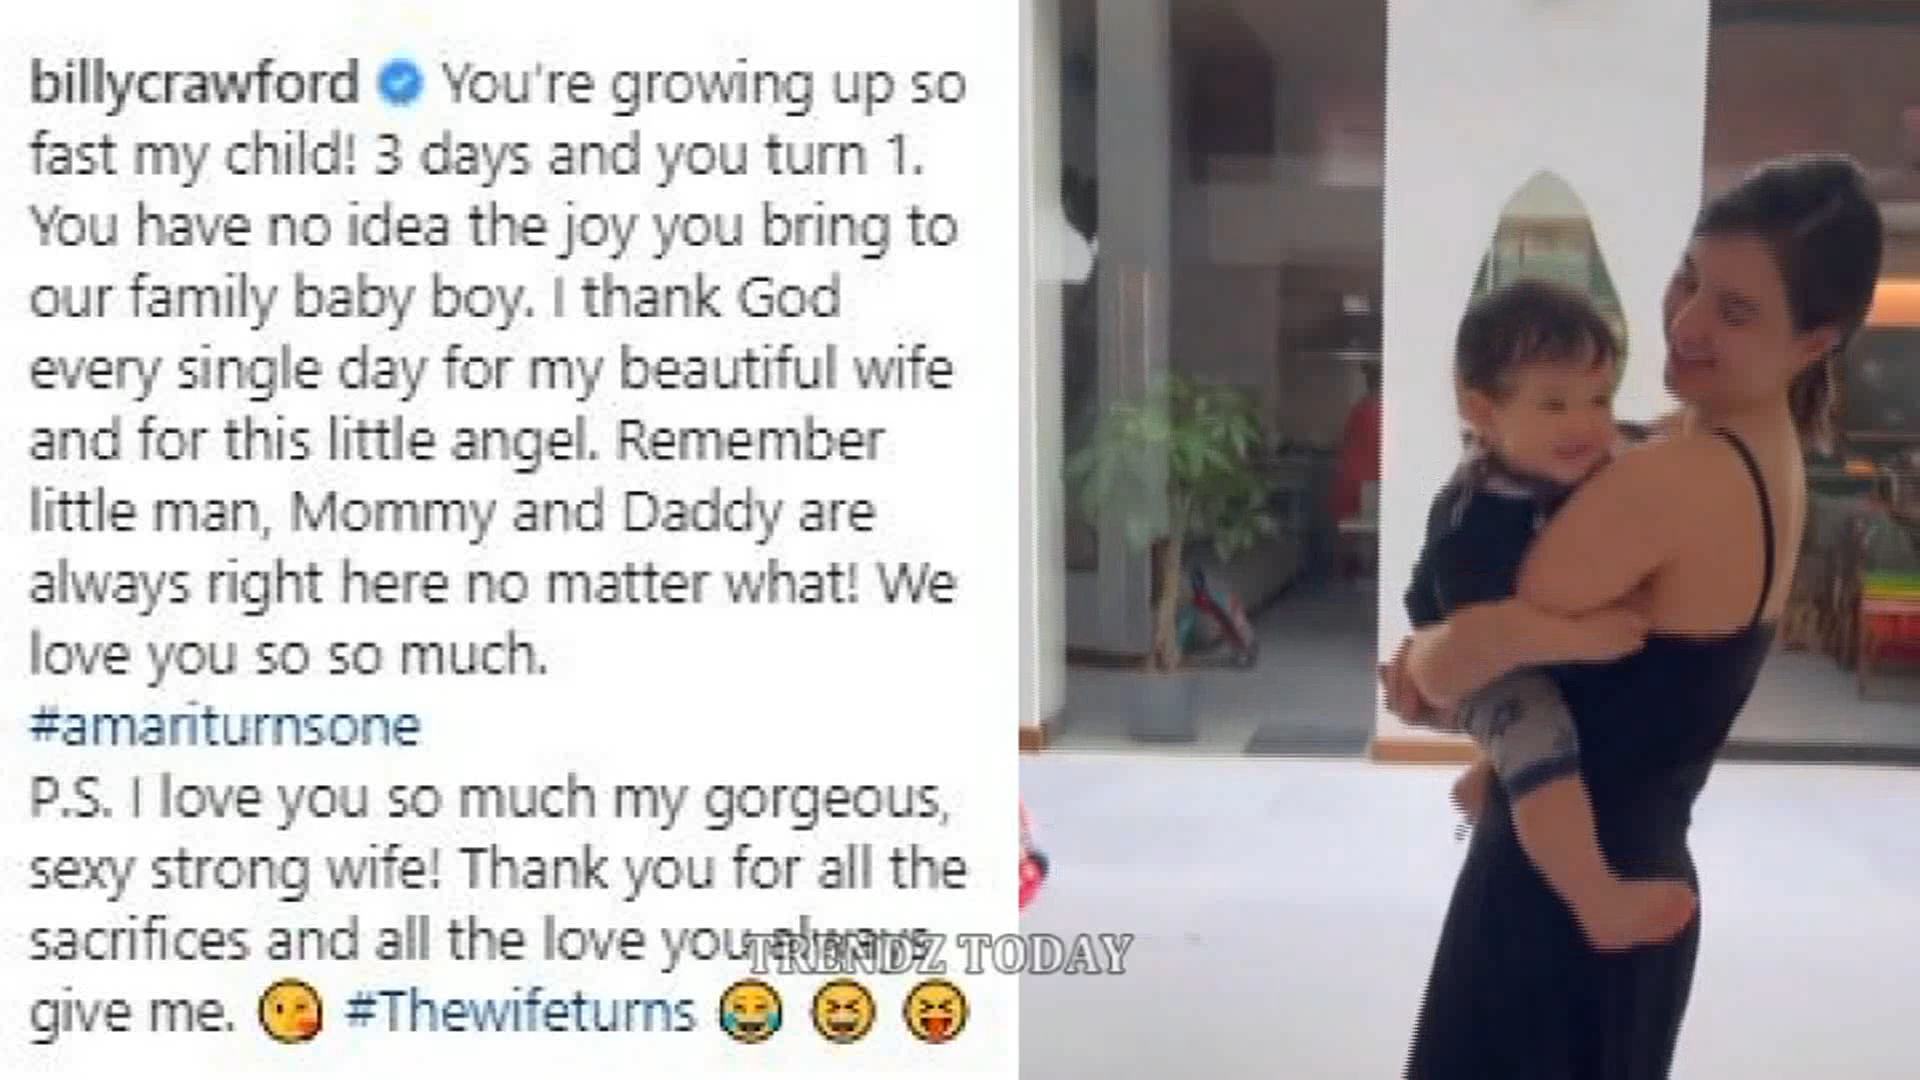 billycrawford You're growing up so
fast my child! 3 days and you turn 1.
You have no idea the joy you bring to
our family baby boy. I thank God
every single day for my beautiful wife
and for this little angel. Remember
little man, Mommy and Daddy are
always right here no matter what! We
love you so so much.
#amariturnsone
P.S. I love you so much my gorgeous,
sexy strong wife! Thank you for all the
sacrifices and all the love you always
give me. 😘 #Thewifeturns 😂 😆 😝
TRENDZ TODAY